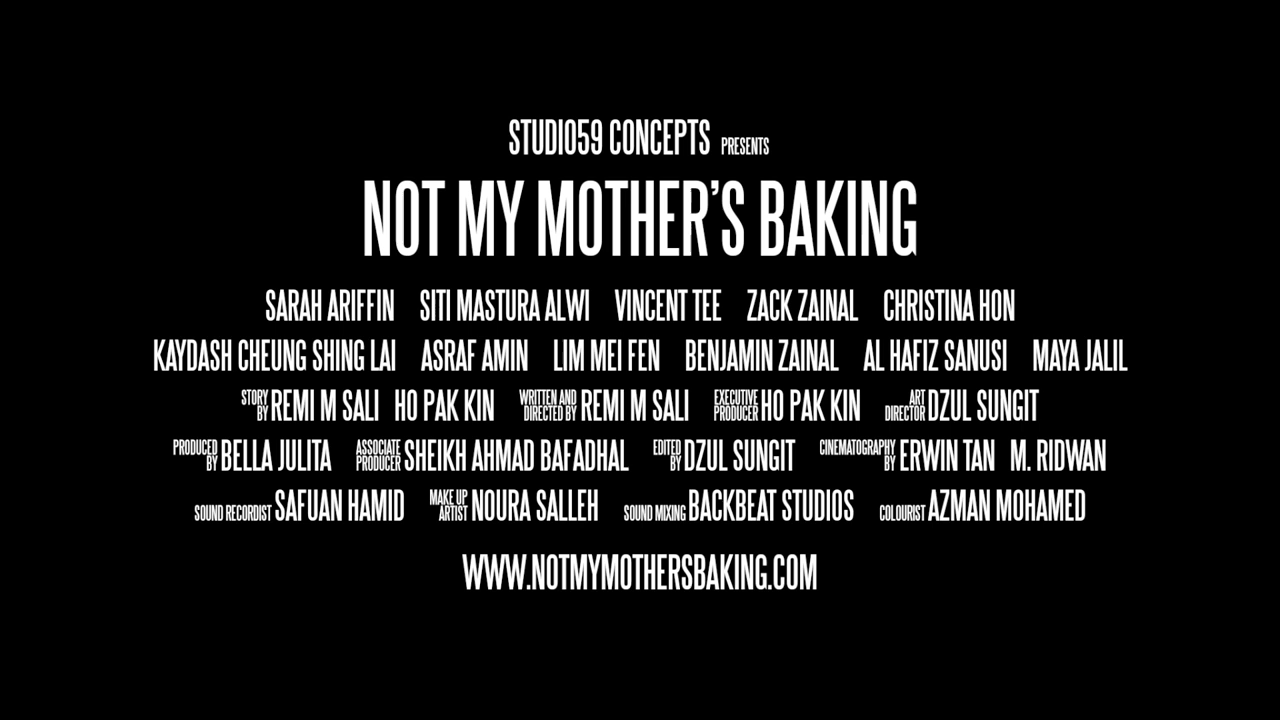 STUDIO59 CONCEPTS PRESENTS
NOT MY MOTHER'S BAKING
SARAH ARIFFIN SITI MASTURA ALWI VINCENT TEE ZACK ZAINAL CHRISTINA HON
KAYDASH CHEUNG SHING LAI ASRAF AMIN LIM MEI FEN BENJAMIN ZAINAL AL HAFIZ SANUSI MAYA JALIL
STORY BY REMI M SALI HO PAK KIN WRITTEN AND DIRECTED BY REMI M SALI EXECUTIVE PRODUCER HO PAK KIN ART DIRECTOR DZUL SUNGIT
PRODUCED BY BELLA JULITA ASSOCIATE PRODUCER SHEIKH AHMAD BAFADHAL EDITED BY DZUL SUNGIT CINEMATOGRAPHY BY ERWIN TAN M. RIDWAN
SOUND RECORDIST SAFUAN HAMID MAKE UP ARTIST NOURA SALLEH SOUND MIXING BACKBEAT STUDIOS COLOURIST AZMAN MOHAMED
WWW.NOTMYMOTHERSBAKING.COM